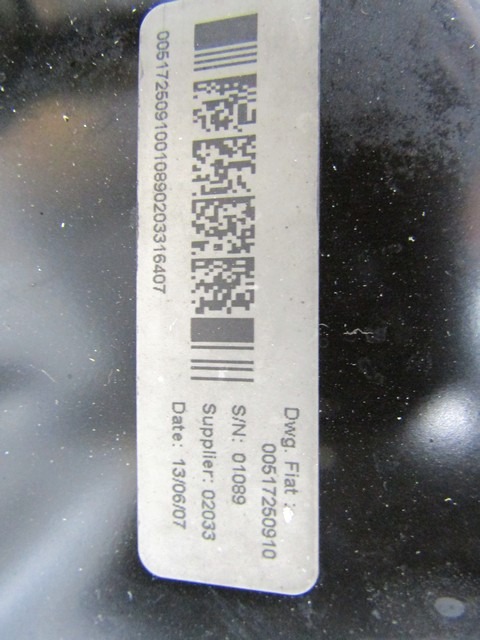 Dwg. Fiat :
00517250910
S/N: 01089
Supplier: 02033
Date: 13/06/07
00517250910010890203316407